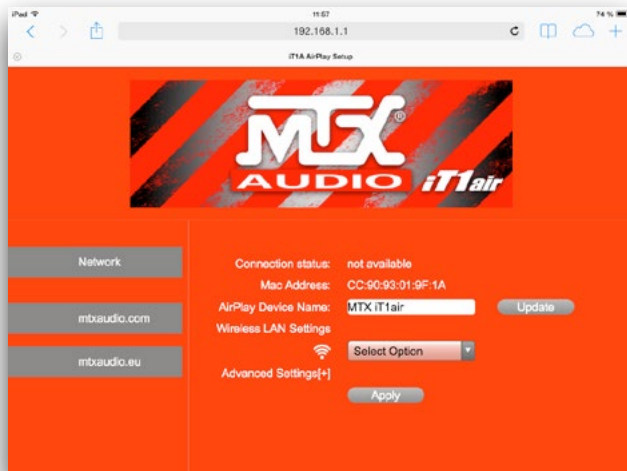 iPad
11:57
74 %
192.168.1.1
iT1A AirPlay Setup
MTX®
AUDIO iT1air
Network
mtxaudio.com
mtxaudio.eu
Connection status: not available
Mac Address: CC:90:93:01:9F:1A
AirPlay Device Name: MTX iT1air Update
Wireless LAN Settings
Select Option
Advanced Settings[+]
Apply